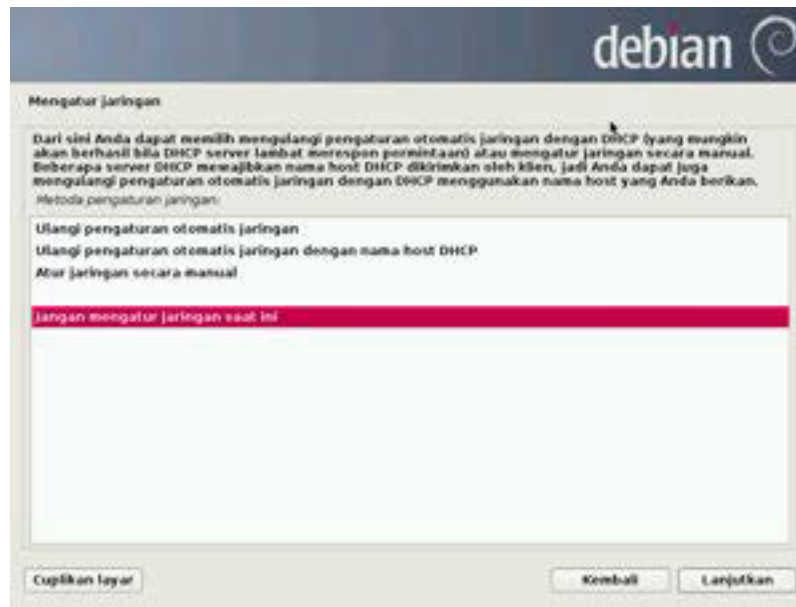 debian
Mengatur jaringan
Dari sini Anda dapat memilih mengulangi pengaturan otomatis jaringan dengan DHCP (yang mungkin
akan berhasil bila DHCP server lambat merespon permintaan) atau mengatur jaringan secara manual.
Beberapa server DHCP mewajibkan nama host DHCP dikirimkan oleh klien, jadi Anda dapat juga
mengulangi pengaturan otomatis jaringan dengan DHCP menggunakan nama host yang Anda berikan.
Metoda pengaturan jaringan:
Ulangi pengaturan otomatis jaringan
Ulangi pengaturan otomatis jaringan dengan nama host DHCP
Atur jaringan secara manual
Jangan mengatur jaringan saat ini
Cuplikan layar
Kembali
Lanjutkan